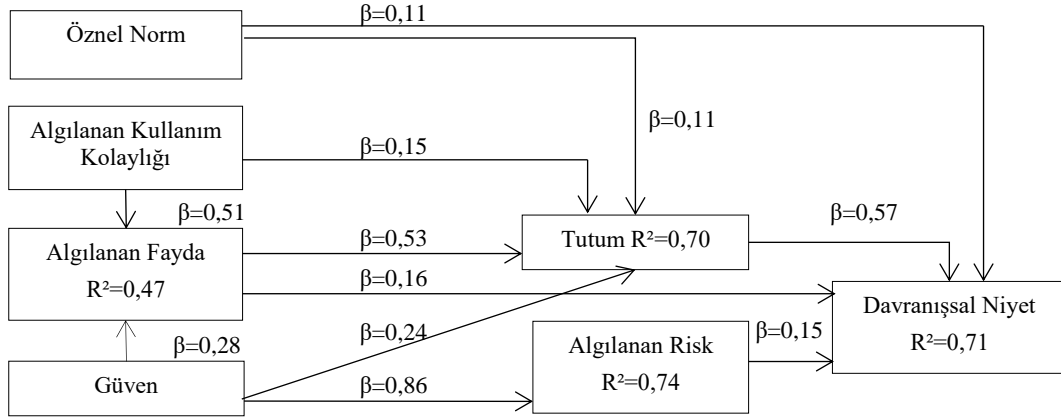 β=0,11
Öznel Norm
β=0,11
Algılanan Kullanım
Kolaylığı
β=0,15
β=0,51
Algılanan Fayda
R²=0,47
β=0,53
Tutum R²=0,70
β=0,57
β=0,16
Davranışsal Niyet
R²=0,71
β=0,24
β=0,15
Algılanan Risk
R²=0,74
β=0,28
Güven
β=0,86